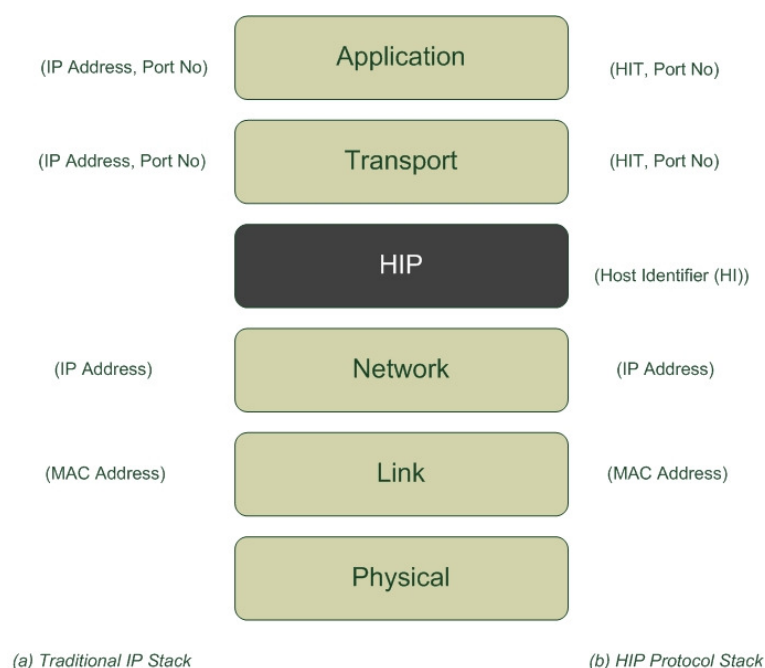 (IP Address, Port No) Application (HIT, Port No)
(IP Address, Port No) Transport (HIT, Port No)
HIP (Host Identifier (HI))
(IP Address) Network (IP Address)
(MAC Address) Link (MAC Address)
Physical
(a) Traditional IP Stack (b) HIP Protocol Stack